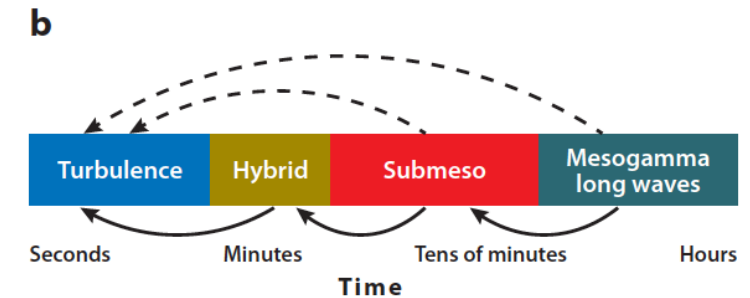 b
Turbulence
Hybrid
Submeso
Mesogamma
long waves
Seconds
Minutes
Tens of minutes
Hours
Time